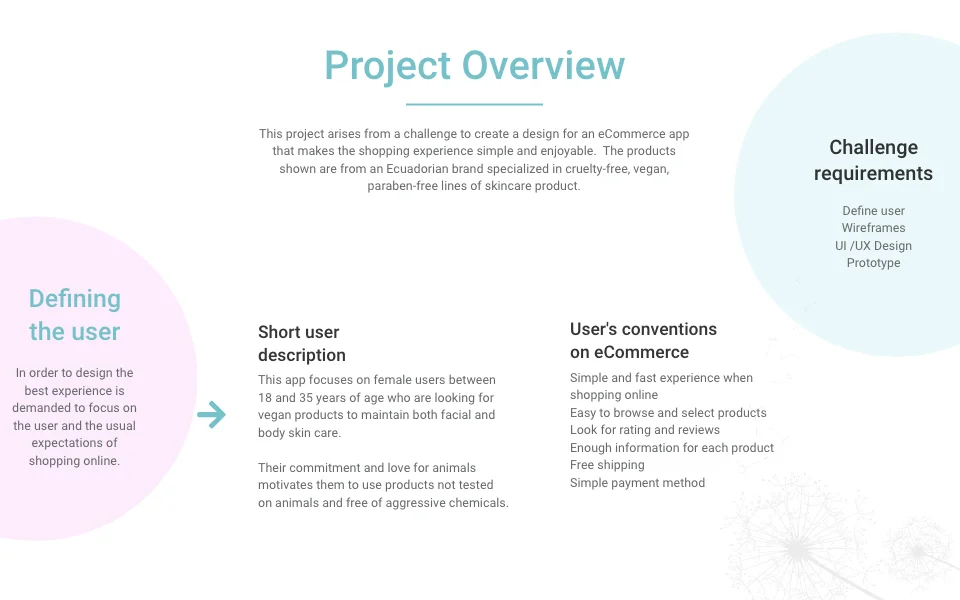 Project Overview
This project arises from a challenge to create a design for an eCommerce app
that makes the shopping experience simple and enjoyable.  The products
shown are from an Ecuadorian brand specialized in cruelty-free, vegan,
paraben-free lines of skincare product.
Challenge
requirements
Define user
Wireframes
UI /UX Design
Prototype
Defining
the user
In order to design the
best experience is
demanded to focus on
the user and the usual
expectations of
shopping online.
Short user
description
This app focuses on female users between
18 and 35 years of age who are looking for
vegan products to maintain both facial and
body skin care.
Their commitment and love for animals
motivates them to use products not tested
on animals and free of aggressive chemicals.
User's conventions
on eCommerce
Simple and fast experience when
shopping online
Easy to browse and select products
Look for rating and reviews
Enough information for each product
Free shipping
Simple payment method